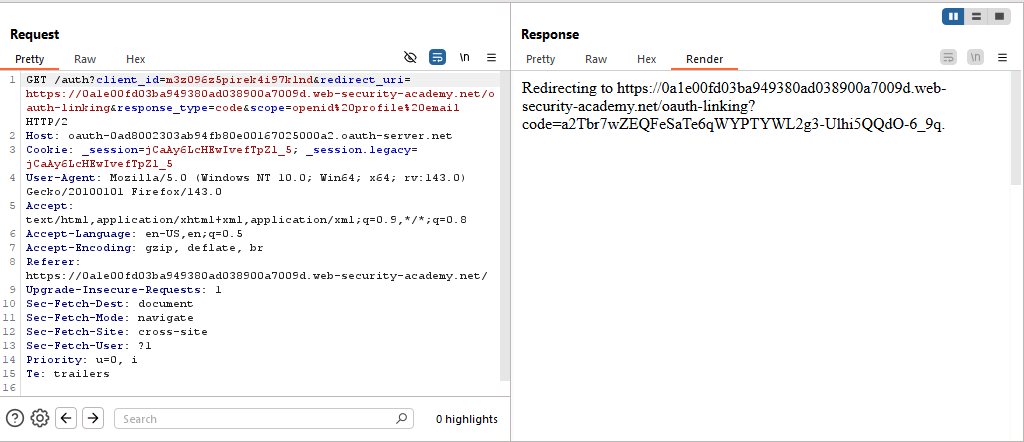 Request
Pretty Raw Hex
\n
1 GET /auth?client_id=m3z096z5pirek4i97klnd&redirect_uri=
https://0a1e00fd03ba949380ad038900a7009d.web-security-academy.net/o
auth-linking&response_type=code&scope=openid%20profile%20email
HTTP/2
2 Host: oauth-0ad8002303ab94fb80e00167025000a2.oauth-server.net
3 Cookie: _session=jCaAy6LcHEwIvefTpZl_5; _session.legacy=
jCaAy6LcHEwIvefTpZl_5
4 User-Agent: Mozilla/5.0 (Windows NT 10.0; Win64; x64; rv:143.0)
Gecko/20100101 Firefox/143.0
5 Accept:
text/html,application/xhtml+xml,application/xml;q=0.9,*/*;q=0.8
6 Accept-Language: en-US,en;q=0.5
7 Accept-Encoding: gzip, deflate, br
8 Referer:
https://0a1e00fd03ba949380ad038900a7009d.web-security-academy.net/
9 Upgrade-Insecure-Requests: 1
10 Sec-Fetch-Dest: document
11 Sec-Fetch-Mode: navigate
12 Sec-Fetch-Site: cross-site
13 Sec-Fetch-User: ?1
14 Priority: u=0, i
15 Te: trailers
16
Search
0 highlights
Response
Pretty Raw Hex Render
\n
Redirecting to https://0a1e00fd03ba949380ad038900a7009d.web-
security-academy.net/oauth-linking?
code=a2Tbr7wZEQFeSaTe6qWYPTYWL2g3-Ulhi5QQdO-6_9q.